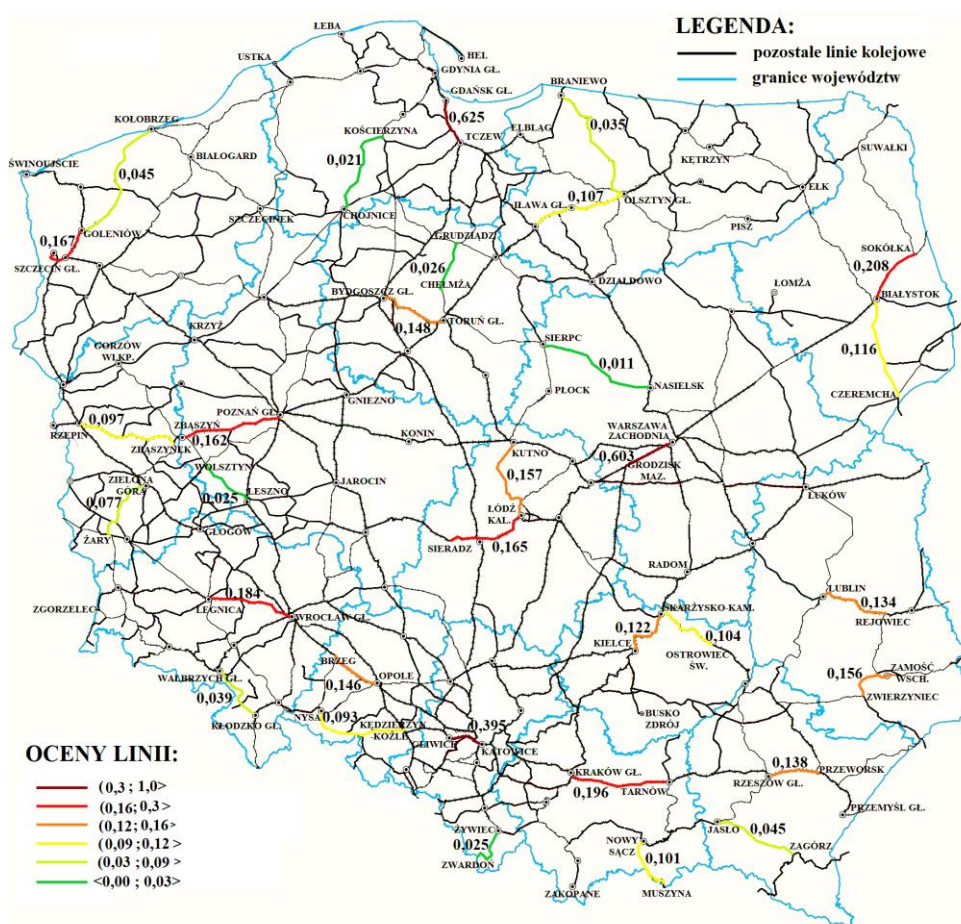 LEGENDA:
pozostałe linie kolejowe
granice województw
ŁEBA
HEL
USTKA
GDYNIA GŁ.
GDAŃSK GŁ.
BRANIEWO
KOŁOBRZEG
KOŚCIERZYNA
0,625
TCZEW
ELBLĄG
0,035
SUWAŁKI
BIAŁOGARD
0,021
KĘTRZYN
ŚWINOUJŚCIE
0,045
EŁK
0,107
OLSZTYN GŁ.
IŁAWA GŁ.
SZCZECINEK
CHOJNICE
PISZ
GOLENIÓW
GRUDZIĄDZ
0,167
SOKÓŁKA
SZCZECIN GŁ.
0,026
0,208
CHEŁMŻA
DZIAŁDOWO
ŁOMŻA
BYDGOSZCZ GŁ.
BIAŁYSTOK
0,148
TORUŃ GŁ.
KRZYŻ
SIERPC
GORZÓW
WLKP.
0,011
0,116
PŁOCK
NASIELSK
GNIEZNO
CZEREMCHA
POZNAŃ GŁ.
0,097
ZBĄSZYŃ
RZEPIN
0,162
KONIN
WARSZAWA
ZACHODNIA
ZBĄSZYNEK
KUTNO
0,603
WOLSZTYN
0,157
GRODZISK
MAZ.
ZIELONA
GÓRA
LESZNO
JAROCIN
ŁUKÓW
0,077
0,025
ŁÓDŹ
KAL.
GŁOGÓW
ŻARY
SIERADZ
0,165
RADOM
0,184
ZGORZELEC
LEGNICA
LUBLIN
0,134
SKARŻYSKO-KAM.
WROCŁAW GŁ.
0,122
REJOWIEC
0,104
KIELCE
OSTROWIEC
ŚW.
BRZEG
ZAMOŚĆ
WSCH.
WAŁBRZYCH GŁ.
0,146
OPOLE
0,156
ZWIERZYNIEC
0,039
NYSA
0,093
KŁODZKO GŁ.
KĘDZIERZYN
KOŹLE
0,395
BUSKO
ZDRÓJ
GLIWICE
KATOWICE
OCENY LINII:
KRAKÓW GŁ.
0,138
PRZEWORSK
0,196
TARNÓW
RZESZÓW GŁ.
(0,3 ; 1,0>
(0,16; 0,3 >
(0,12; 0,16>
(0,09; 0,12 >
(0,03 ; 0,09 >
<0,00 ; 0,03>
PRZEMYŚL GŁ.
ŻYWIEC
0,025
ZWARDOŃ
JASŁO
0,045
NOWY
SĄCZ
ZAGÓRZ
0,101
MUSZYNA
ZAKOPANE